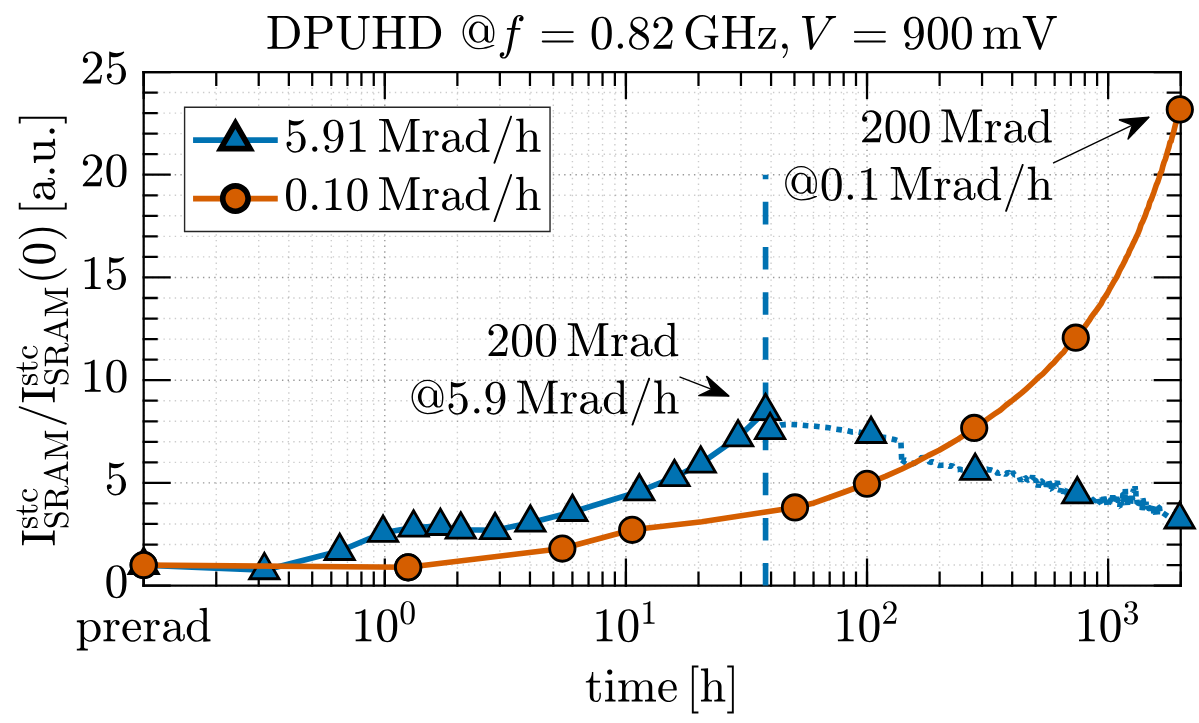 DPUHD @f = 0.82 GHz, V = 900 mV
I^stc_SRAM/I^stc_SRAM(0) [a.u.]
25
20
15
10
5
0
5.91 Mrad/h
0.10 Mrad/h
200 Mrad
@0.1 Mrad/h
200 Mrad
@5.9 Mrad/h
prerad
10^0
10^1
10^2
10^3
time [h]